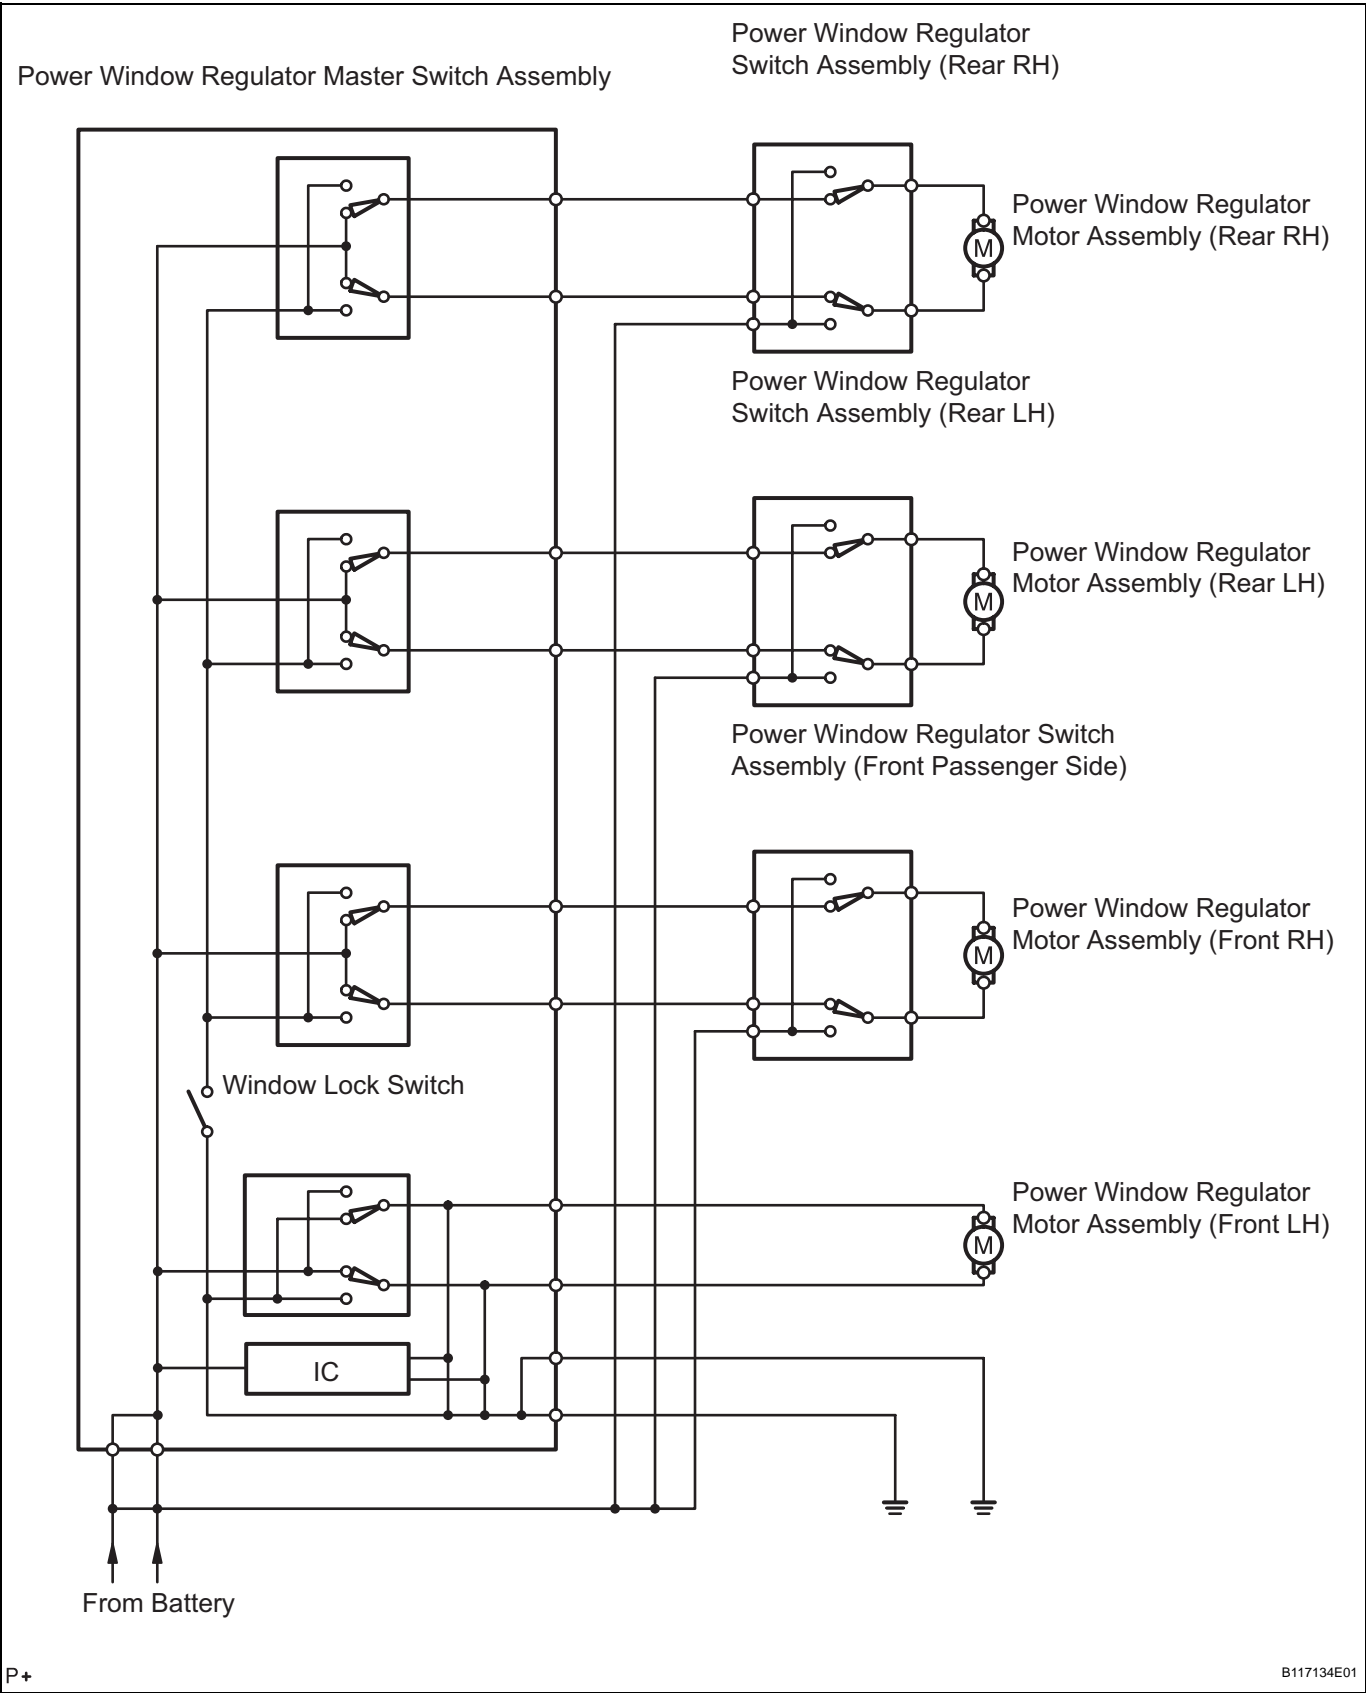 Power Window Regulator
Switch Assembly (Rear RH)
Power Window Regulator Master Switch Assembly
Power Window Regulator
Motor Assembly (Rear RH)
M
Power Window Regulator
Switch Assembly (Rear LH)
Power Window Regulator
Motor Assembly (Rear LH)
M
Power Window Regulator Switch
Assembly (Front Passenger Side)
Power Window Regulator
Motor Assembly (Front RH)
M
Window Lock Switch
Power Window Regulator
Motor Assembly (Front LH)
M
IC
From Battery
P+
B117134E01